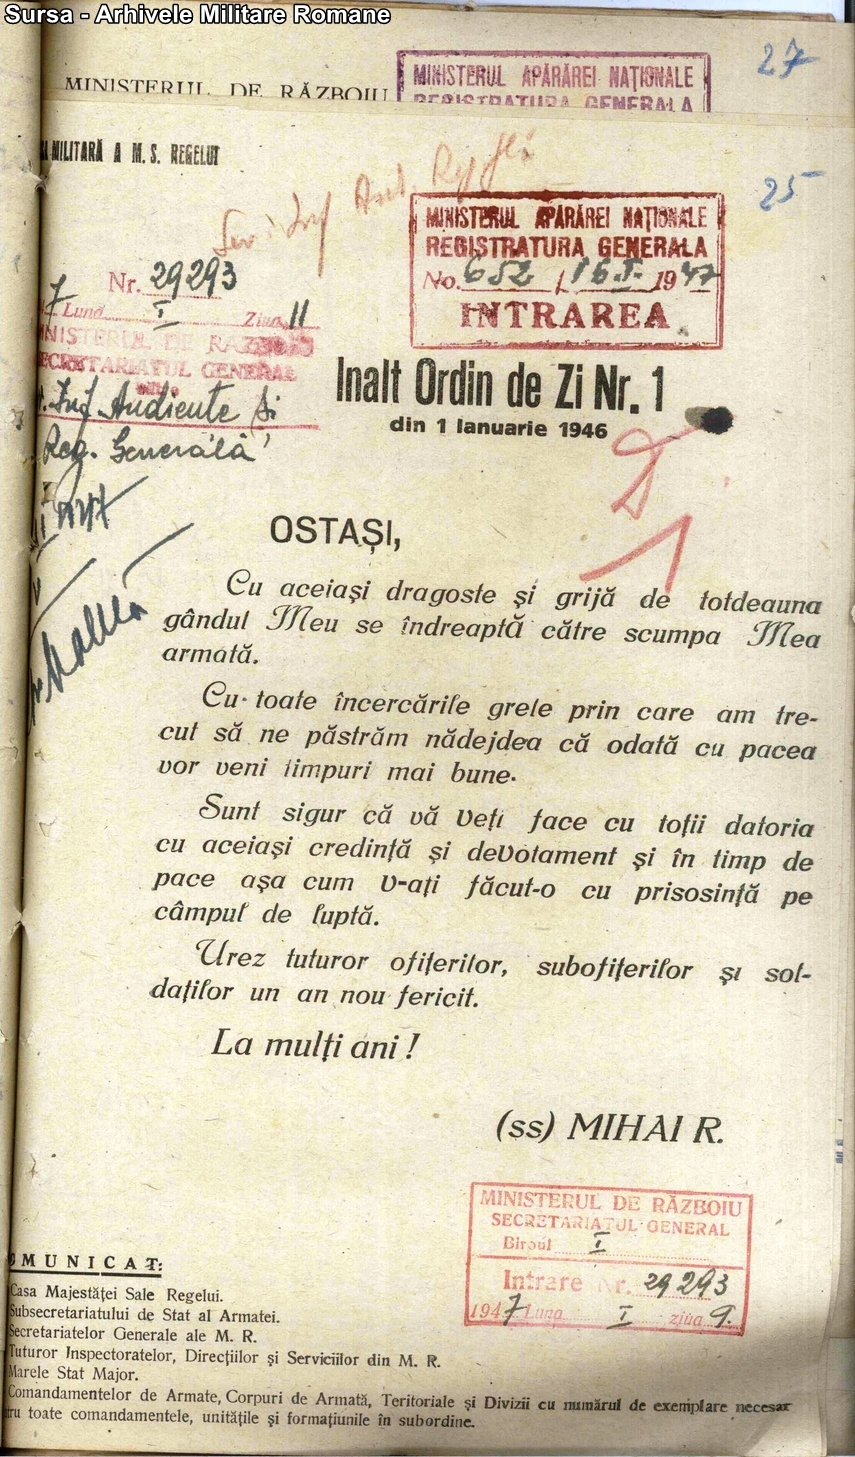 Sursa - Arhivele Militare Romane
27
MINISTERUL DE RĂZBOIU
MINISTERUL APĂRĂREI NAȚIONALE
REGISTRATURA GENERALA
MILITARĂ A M. S. REGELUI
25
MINISTERUL APĂRĂREI NAȚIONALE
REGISTRATURA GENERALA
No. 652 / 16.I. 1947
INTRAREA
Nr. 29293
7 Luna I Ziua 11
MINISTERUL DE RAZBOIU
SECRETARIATUL GENERAL
Inf. Audiente și
Reg. Generală
Inalt Ordin de Zi Nr. 1
din 1 Ianuarie 1946
OSTAȘI,
Cu aceiași dragoste și grijă de totdeauna
gândul Meu se îndreaptă către scumpa Mea
armată.
Cu toate încercările grele prin care am tre-
cut să ne păstrăm nădejdea că odată cu pacea
vor veni timpuri mai bune.
Sunt sigur că vă veți face cu toții datoria
cu aceiași credință și devotament și în timp de
pace așa cum v-ați făcut-o cu prisosință pe
câmpul de luptă.
Urez tuturor ofițerilor, subofițerilor și sol-
daților un an nou fericit.
La mulți ani !
(ss) MIHAI R.
MINISTERUL DE RĂZBOIU
SECRETARIATUL GENERAL
Biroul I
Intrare Nr. 29293
1947 Luna I ziua 9.
OMUNICAT:
Casa Majestăței Sale Regelui.
Subsecretariatului de Stat al Armatei.
Secretariatelor Generale ale M. R.
Tuturor Inspectoratelor, Direcțiilor și Serviciilor din M. R.
Marele Stat Major.
Comandamentelor de Armate, Corpuri de Armată, Teritoriale și Divizii cu numărul de exemplare necesar
ru toate comandamentele, unitățile și formațiunile în subordine.